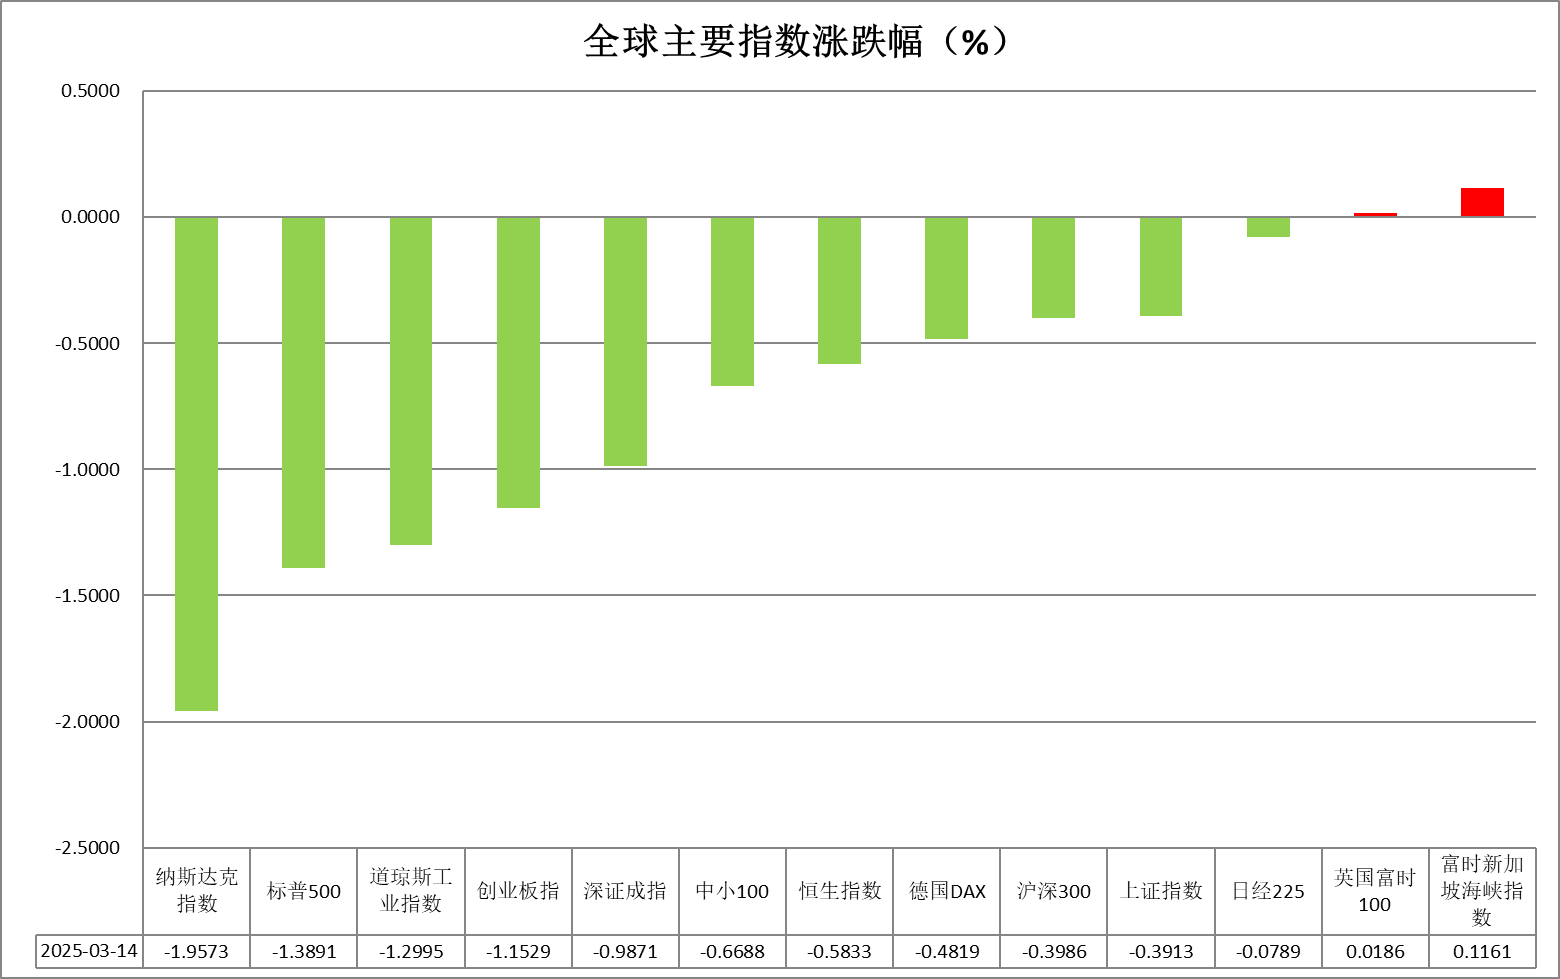 全球主要指数涨跌幅（%）
0.5000
0.0000
-0.5000
-1.0000
-1.5000
-2.0000
-2.5000
纳斯达克
指数
标普500
道琼斯工
业指数
创业板指
深证成指
中小100
恒生指数
德国DAX
沪深300
上证指数
日经225
英国富时
100
富时新加
坡海峡指
数
2025-03-14 -1.9573 -1.3891 -1.2995 -1.1529 -0.9871 -0.6688 -0.5833 -0.4819 -0.3986 -0.3913 -0.0789 0.0186 0.1161